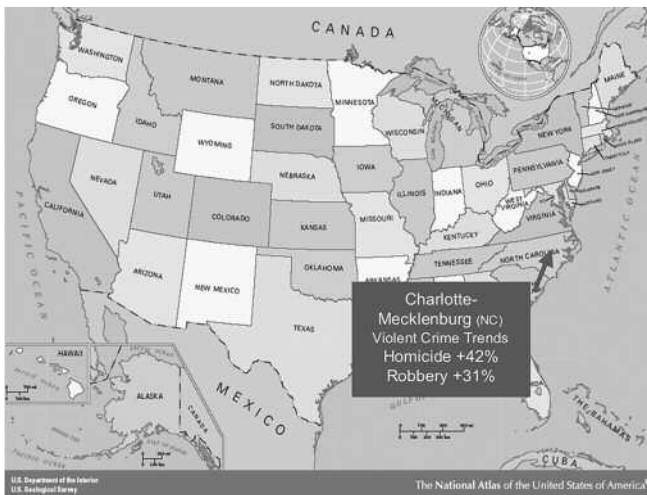 CANADA
WASHINGTON
MONTANA
NORTH DAKOTA
MINNESOTA
MAINE
OREGON
IDAHO
WYOMING
SOUTH DAKOTA
WISCONSIN
MICHIGAN
NEW YORK
NEVADA
UTAH
COLORADO
NEBRASKA
IOWA
ILLINOIS
INDIANA
OHIO
PENNSYLVANIA
CALIFORNIA
KANSAS
MISSOURI
KENTUCKY
WEST
VIRGINIA
VIRGINIA
ARIZONA
NEW MEXICO
OKLAHOMA
ARKANSAS
TENNESSEE
NORTH CAROLINA
TEXAS
PACIFIC OCEAN
ATLANTIC OCEAN
Charlotte-
Mecklenburg (NC)
Violent Crime Trends
Homicide +42%
Robbery +31%
HAWAII
ALASKA
CANADA
MEXICO
THE BAHAMAS
CUBA
U.S. Department of the Interior
U.S. Geological Survey
The National Atlas of the United States of America